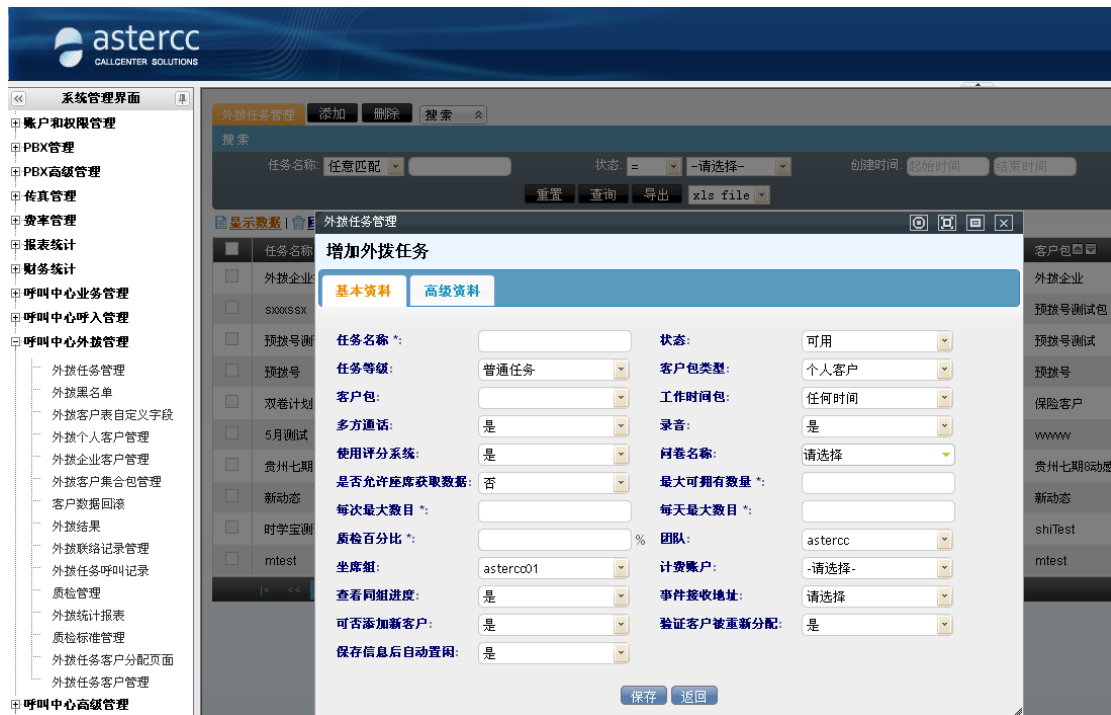 astercc
CALLCENTER SOLUTIONS
系统管理界面
账户和权限管理
PBX管理
PBX高级管理
传真管理
费率管理
报表统计
财务统计
呼叫中心业务管理
呼叫中心呼入管理
呼叫中心外拨管理
外拨任务管理
外拨黑名单
外拨客户表自定义字段
外拨个人客户管理
外拨企业客户管理
外拨客户集合包管理
客户数据回滚
外拨结果
外拨联络记录管理
外拨任务呼叫记录
质检管理
外拨统计报表
质检标准管理
外拨任务客户分配页面
外拨任务客户管理
呼叫中心高级管理
外拨任务管理 添加 删除 搜索
搜索
任务名称: 任意匹配 状态: = -请选择- 创建时间: 起始时间 结束时间
重置 查询 导出 xls file
显示数据 |
任务名称 客户包
外拨企业 外拨企业
sxxxssx 预拨号测试包
预拨号测 预拨号测试
预拨号 预拨号
双卷计划 保险客户
5月测试 wwww
贵州七期 贵州七期8动感
新动态 新动态
时学宝测 shiTest
mtest mtest
|< <<
外拨任务管理
增加外拨任务
基本资料 高级资料
任务名称 *: 状态: 可用
任务等级: 普通任务 客户包类型: 个人客户
客户包: 工作时间包: 任何时间
多方通话: 是 录音: 是
使用评分系统: 是 问卷名称: 请选择
是否允许座席获取数据: 否 最大可拥有数量 *:
每次最大数目 *: 每天最大数目 *:
质检百分比 *: % 团队: astercc
坐席组: astercc01 计费账户: -请选择-
查看同组进度: 是 事件接收地址: 请选择
可否添加新客户: 是 验证客户被重新分配: 是
保存信息后自动置闲: 是
保存 返回